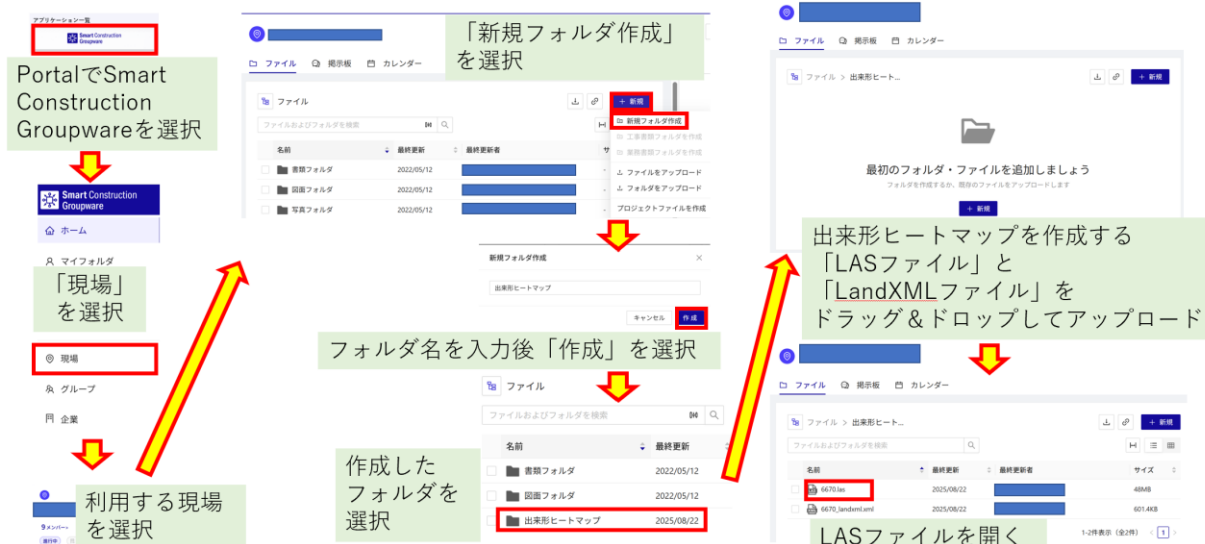 アプリケーション一覧
Smart Construction
Groupware
PortalでSmart
Construction
Groupwareを選択
Smart Construction
Groupware
ホーム
マイフォルダ
「現場」
を選択
現場
グループ
企業
利用する現場
を選択
9メンバー
進行中
「新規フォルダ作成」
を選択
ファイル 掲示板 カレンダー
ファイル
+ 新規
ファイルおよびフォルダを検索
新規フォルダ作成
工事書類フォルダを作成
業務書類フォルダを作成
ファイルをアップロード
フォルダをアップロード
プロジェクトファイルを作成
名前 最終更新 最終更新者 サ
書類フォルダ 2022/05/12 -
図面フォルダ 2022/05/12 -
写真フォルダ 2022/05/12 -
新規フォルダ作成 ×
出来形ヒートマップ
キャンセル 作成
フォルダ名を入力後「作成」を選択
ファイル
ファイルおよびフォルダを検索
名前 最終更新
書類フォルダ 2022/05/12
図面フォルダ 2022/05/12
出来形ヒートマップ 2025/08/22
作成した
フォルダを
選択
ファイル 掲示板 カレンダー
ファイル > 出来形ヒート...
+ 新規
最初のフォルダ・ファイルを追加しましょう
フォルダを作成するか、既存のファイルをアップロードします
+ 新規
出来形ヒートマップを作成する
「LASファイル」と
「LandXMLファイル」を
ドラッグ&ドロップしてアップロード
ファイル 掲示板 カレンダー
ファイル > 出来形ヒート...
+ 新規
ファイルおよびフォルダを検索
名前 最終更新 最終更新者 サイズ
6670.las 2025/08/22 48MB
6670_landxml.xml 2025/08/22 601.4KB
LASファイルを開く
1-2件表示（全2件） < 1 >